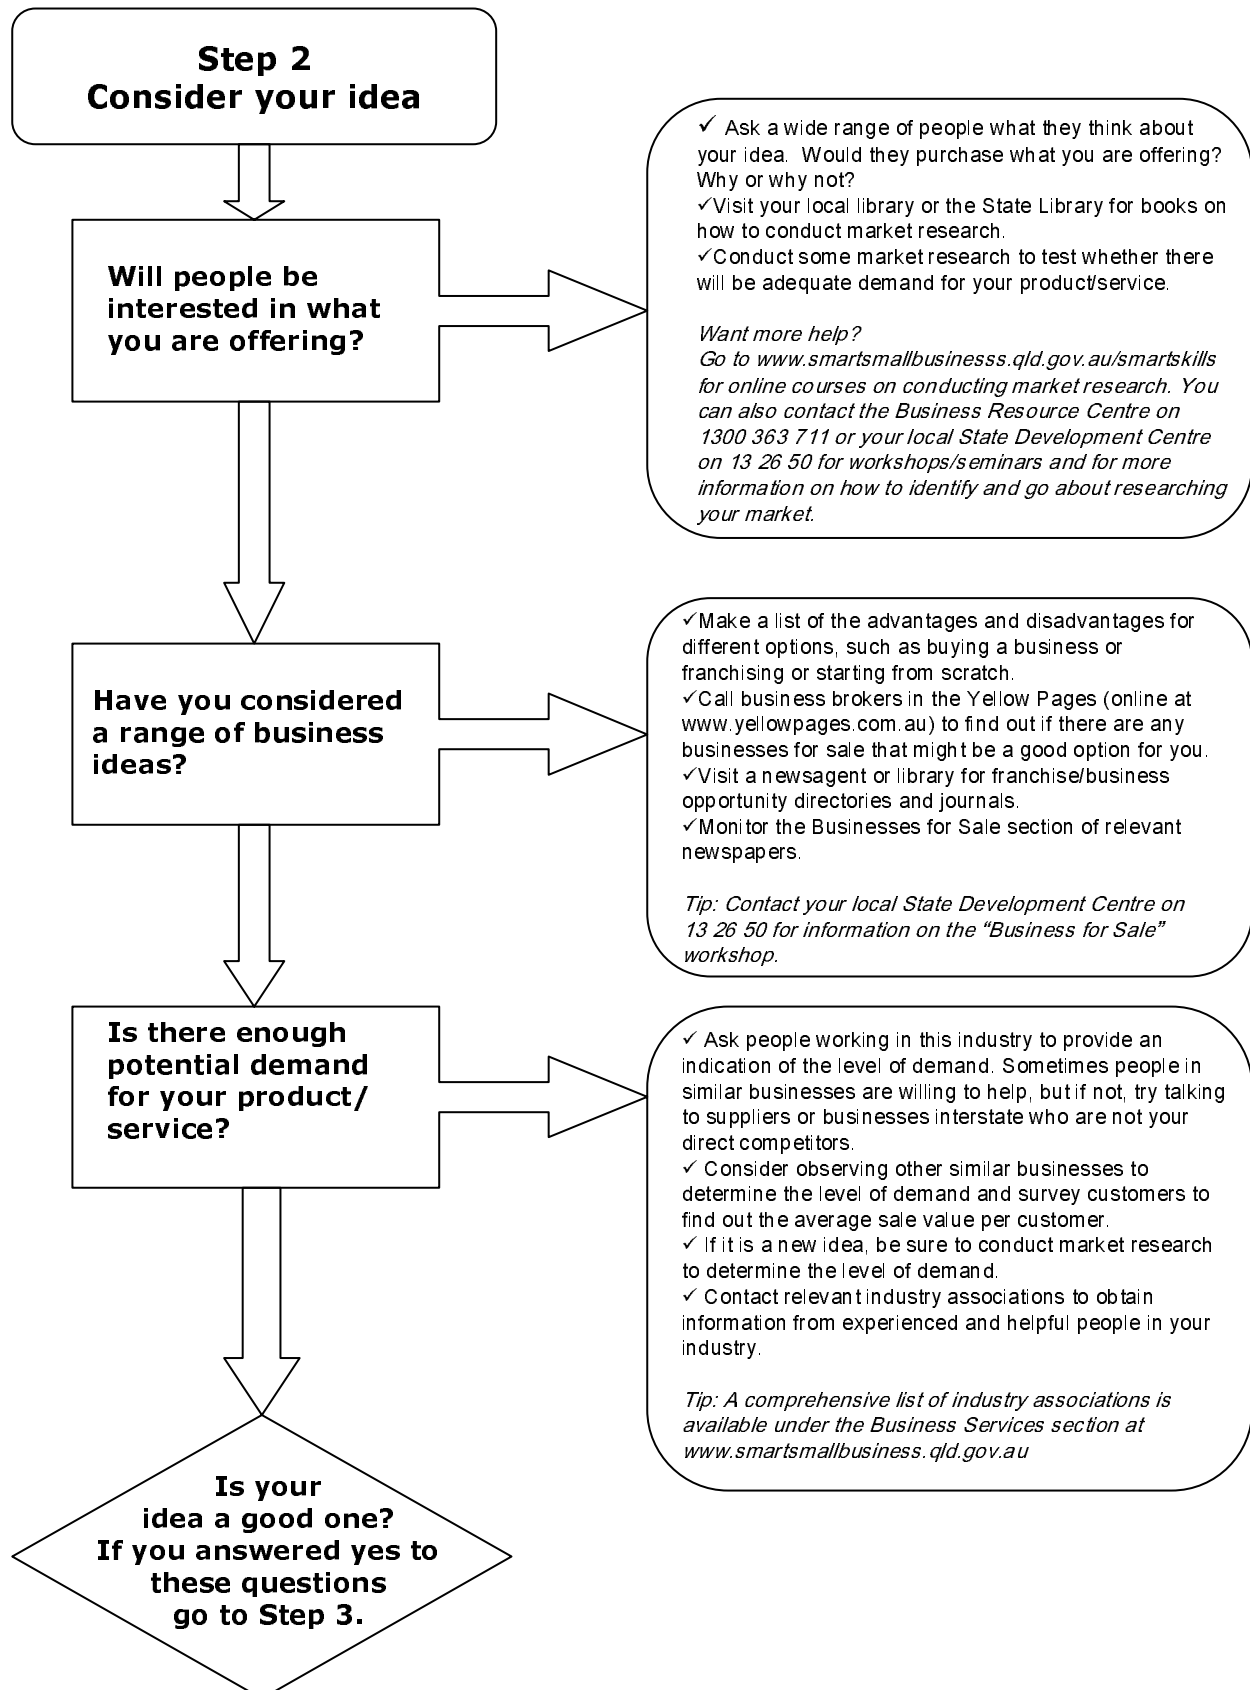 Step 2
Consider your idea
Will people be
interested in what
you are offering?
✓ Ask a wide range of people what they think about
your idea.  Would they purchase what you are offering?
Why or why not?
✓Visit your local library or the State Library for books on
how to conduct market research.
✓Conduct some market research to test whether there
will be adequate demand for your product/service.
Want more help?
Go to www.smartsmallbusinesss.qld.gov.au/smartskills
for online courses on conducting market research. You
can also contact the Business Resource Centre on
1300 363 711 or your local State Development Centre
on 13 26 50 for workshops/seminars and for more
information on how to identify and go about researching
your market.
Have you considered
a range of business
ideas?
✓Make a list of the advantages and disadvantages for
different options, such as buying a business or
franchising or starting from scratch.
✓Call business brokers in the Yellow Pages (online at
www.yellowpages.com.au) to find out if there are any
businesses for sale that might be a good option for you.
✓Visit a newsagent or library for franchise/business
opportunity directories and journals.
✓Monitor the Businesses for Sale section of relevant
newspapers.
Tip: Contact your local State Development Centre on
13 26 50 for information on the “Business for Sale”
workshop.
Is there enough
potential demand
for your product/
service?
✓ Ask people working in this industry to provide an
indication of the level of demand. Sometimes people in
similar businesses are willing to help, but if not, try talking
to suppliers or businesses interstate who are not your
direct competitors.
✓ Consider observing other similar businesses to
determine the level of demand and survey customers to
find out the average sale value per customer.
✓ If it is a new idea, be sure to conduct market research
to determine the level of demand.
✓ Contact relevant industry associations to obtain
information from experienced and helpful people in your
industry.
Tip: A comprehensive list of industry associations is
available under the Business Services section at
www.smartsmallbusiness.qld.gov.au
Is your
idea a good one?
If you answered yes to
these questions
go to Step 3.